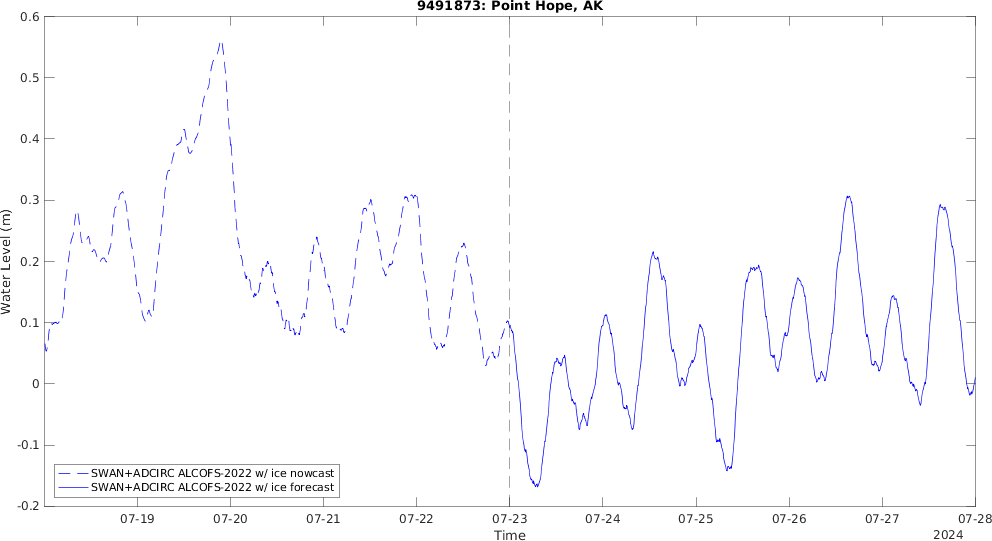 9491873: Point Hope, AK
0.6
0.5
0.4
0.3
0.2
0.1
0
-0.1
-0.2
Water Level (m)
SWAN+ADCIRC ALCOFS-2022 w/ ice nowcast
SWAN+ADCIRC ALCOFS-2022 w/ ice forecast
07-19 07-20 07-21 07-22 07-23 07-24 07-25 07-26 07-27 07-28
Time
2024